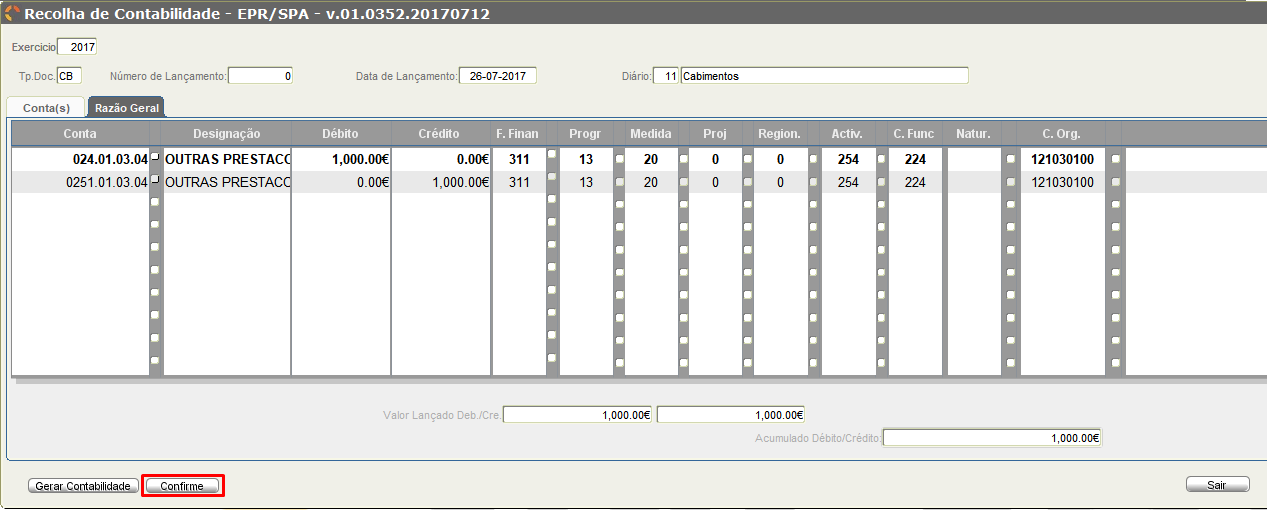 Recolha de Contabilidade - EPR/SPA - v.01.0352.20170712
Exercicio 2017
Tp.Doc. CB Número de Lançamento: 0 Data de Lançamento: 26-07-2017 Diário: 11 Cabimentos
Conta(s) Razão Geral
Conta Designação Débito Crédito F. Finan Progr Medida Proj Region. Activ. C. Func Natur. C. Org.
024.01.03.04 OUTRAS PRESTACC 1,000.00€ 0.00€ 311 13 20 0 0 254 224 121030100
0251.01.03.04 OUTRAS PRESTACC 0.00€ 1,000.00€ 311 13 20 0 0 254 224 121030100
Valor Lançado Deb./Cre. 1,000.00€ 1,000.00€
Acumulado Débito/Crédito: 1,000.00€
Gerar Contabilidade Confirme Sair